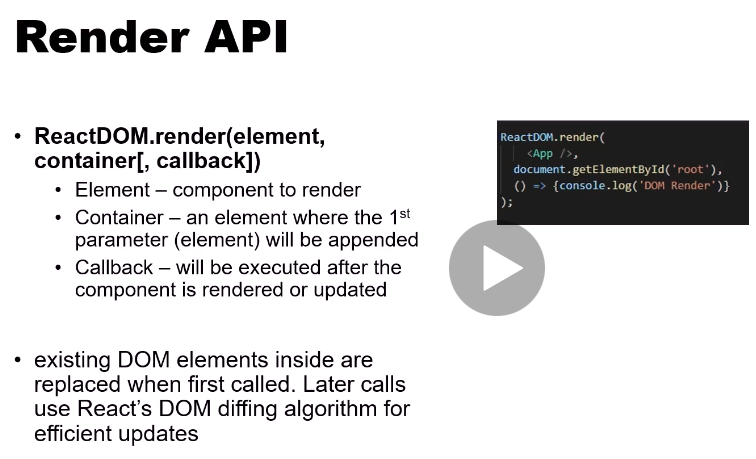 Render API
• ReactDOM.render(element,
container[, callback])
• Element – component to render
• Container – an element where the 1st
parameter (element) will be appended
• Callback – will be executed after the
component is rendered or updated
• existing DOM elements inside are
replaced when first called. Later calls
use React's DOM diffing algorithm for
efficient updates
ReactDOM.render(
<App />,
document.getElementById('root'),
() => {console.log('DOM Render')}
);